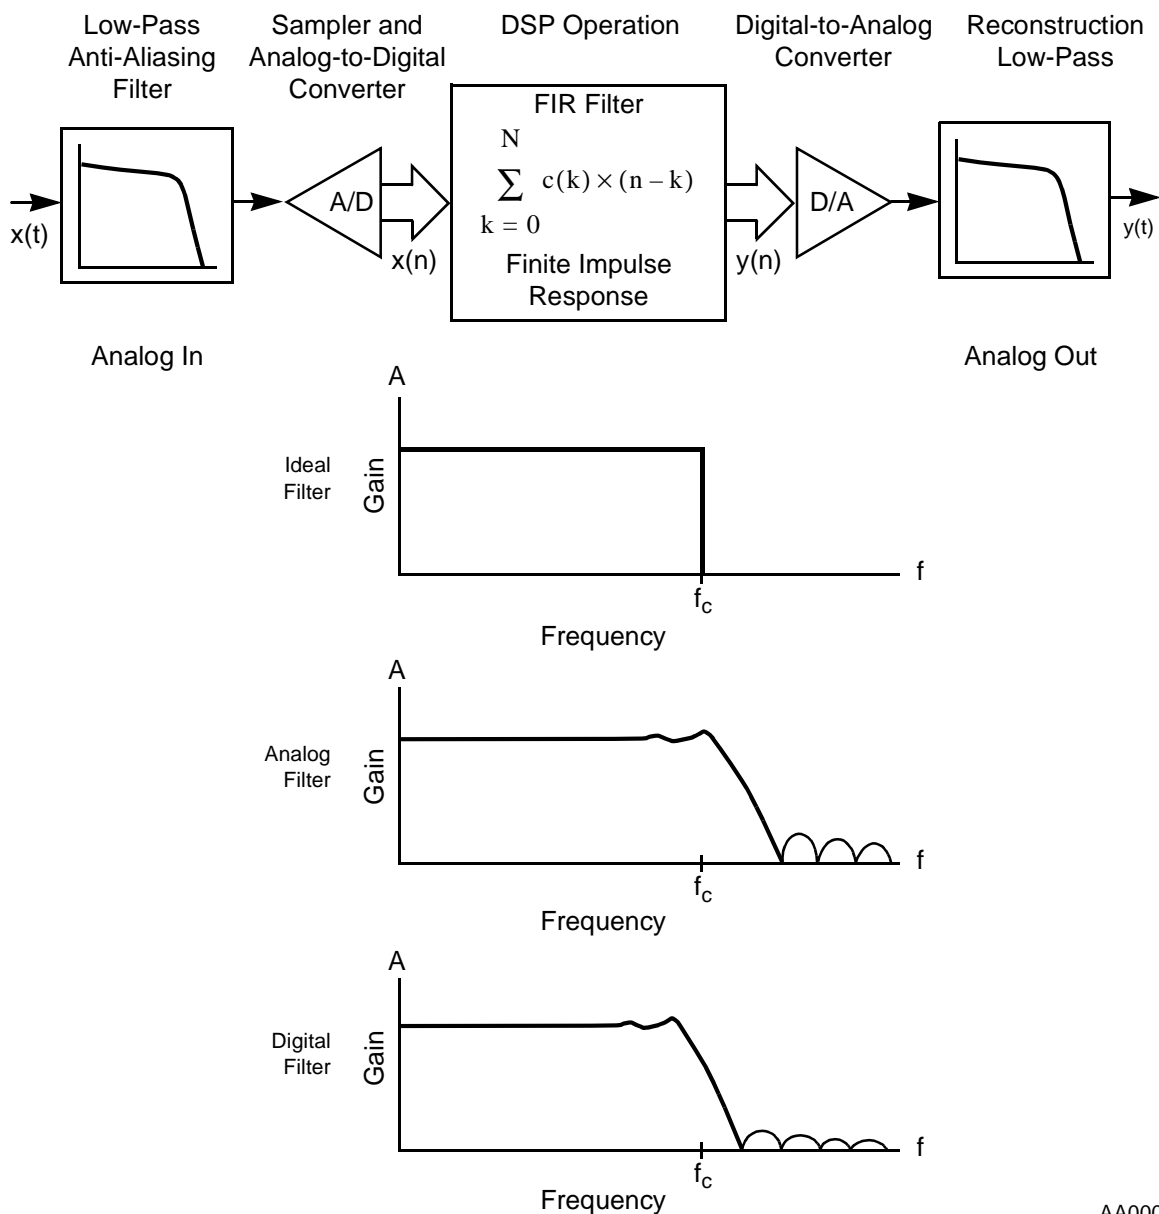 Low-Pass
Anti-Aliasing
Filter
Sampler and
Analog-to-Digital
Converter
DSP Operation
Digital-to-Analog
Converter
Reconstruction
Low-Pass
FIR Filter
N
∑ c(k) × (n – k)
k = 0
Finite Impulse
Response
x(t)
A/D
x(n)
y(n)
D/A
y(t)
Analog In
Analog Out
A
Ideal
Filter
Gain
f
fc
Frequency
A
Analog
Filter
Gain
f
fc
Frequency
A
Digital
Filter
Gain
f
fc
Frequency
AA000